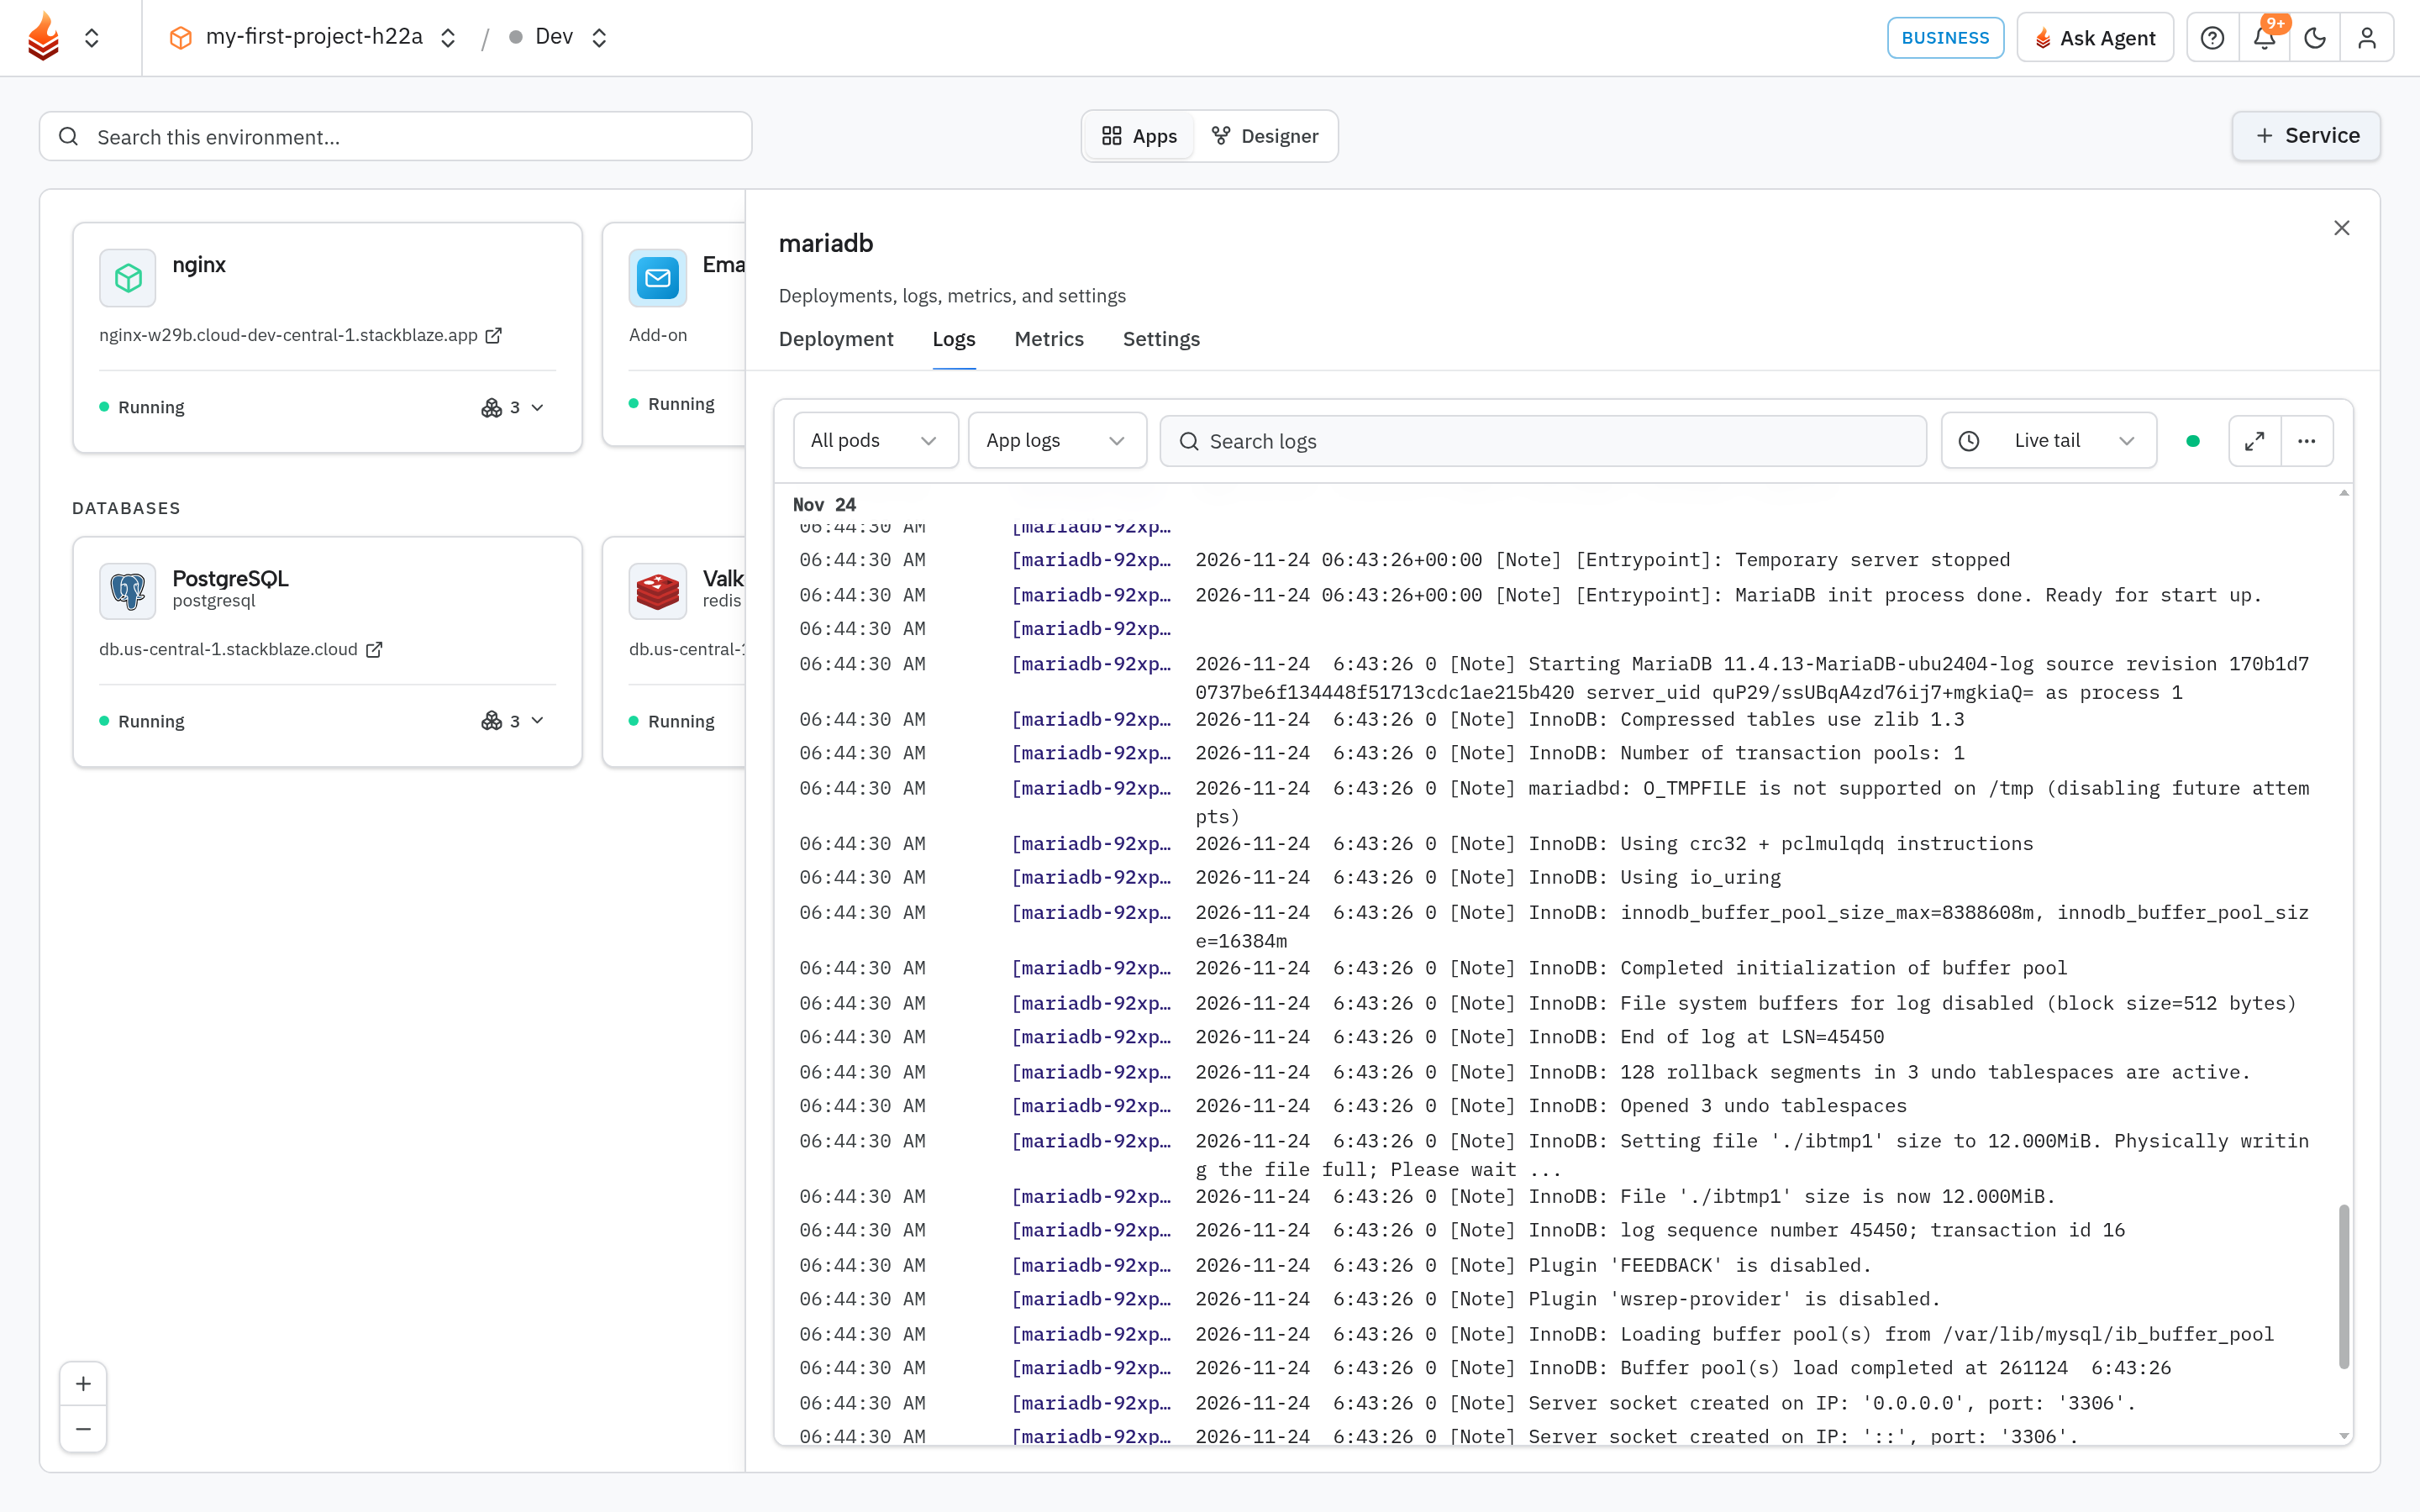 my-first-project-h22a / Dev
BUSINESS
Ask Agent
9+
Search this environment...
Apps
Designer
+ Service
nginx
nginx-w29b.cloud-dev-central-1.stackblaze.app
Running
3
Ema
Add-on
Running
DATABASES
PostgreSQL
postgresql
db.us-central-1.stackblaze.cloud
Running
3
Valk
redis
db.us-central-1
Running
mariadb
Deployments, logs, metrics, and settings
Deployment Logs Metrics Settings
All pods
App logs
Search logs
Live tail
Nov 24
06:44:30 AM [mariadb-92xp…
06:44:30 AM [mariadb-92xp… 2026-11-24 06:43:26+00:00 [Note] [Entrypoint]: Temporary server stopped
06:44:30 AM [mariadb-92xp… 2026-11-24 06:43:26+00:00 [Note] [Entrypoint]: MariaDB init process done. Ready for start up.
06:44:30 AM [mariadb-92xp…
06:44:30 AM [mariadb-92xp… 2026-11-24  6:43:26 0 [Note] Starting MariaDB 11.4.13-MariaDB-ubu2404-log source revision 170b1d7
0737be6f134448f51713cdc1ae215b420 server_uid quP29/ssUBqA4zd76ij7+mgkiaQ= as process 1
06:44:30 AM [mariadb-92xp… 2026-11-24  6:43:26 0 [Note] InnoDB: Compressed tables use zlib 1.3
06:44:30 AM [mariadb-92xp… 2026-11-24  6:43:26 0 [Note] InnoDB: Number of transaction pools: 1
06:44:30 AM [mariadb-92xp… 2026-11-24  6:43:26 0 [Note] mariadbd: O_TMPFILE is not supported on /tmp (disabling future attem
pts)
06:44:30 AM [mariadb-92xp… 2026-11-24  6:43:26 0 [Note] InnoDB: Using crc32 + pclmulqdq instructions
06:44:30 AM [mariadb-92xp… 2026-11-24  6:43:26 0 [Note] InnoDB: Using io_uring
06:44:30 AM [mariadb-92xp… 2026-11-24  6:43:26 0 [Note] InnoDB: innodb_buffer_pool_size_max=8388608m, innodb_buffer_pool_siz
e=16384m
06:44:30 AM [mariadb-92xp… 2026-11-24  6:43:26 0 [Note] InnoDB: Completed initialization of buffer pool
06:44:30 AM [mariadb-92xp… 2026-11-24  6:43:26 0 [Note] InnoDB: File system buffers for log disabled (block size=512 bytes)
06:44:30 AM [mariadb-92xp… 2026-11-24  6:43:26 0 [Note] InnoDB: End of log at LSN=45450
06:44:30 AM [mariadb-92xp… 2026-11-24  6:43:26 0 [Note] InnoDB: 128 rollback segments in 3 undo tablespaces are active.
06:44:30 AM [mariadb-92xp… 2026-11-24  6:43:26 0 [Note] InnoDB: Opened 3 undo tablespaces
06:44:30 AM [mariadb-92xp… 2026-11-24  6:43:26 0 [Note] InnoDB: Setting file './ibtmp1' size to 12.000MiB. Physically writin
g the file full; Please wait ...
06:44:30 AM [mariadb-92xp… 2026-11-24  6:43:26 0 [Note] InnoDB: File './ibtmp1' size is now 12.000MiB.
06:44:30 AM [mariadb-92xp… 2026-11-24  6:43:26 0 [Note] InnoDB: log sequence number 45450; transaction id 16
06:44:30 AM [mariadb-92xp… 2026-11-24  6:43:26 0 [Note] Plugin 'FEEDBACK' is disabled.
06:44:30 AM [mariadb-92xp… 2026-11-24  6:43:26 0 [Note] Plugin 'wsrep-provider' is disabled.
06:44:30 AM [mariadb-92xp… 2026-11-24  6:43:26 0 [Note] InnoDB: Loading buffer pool(s) from /var/lib/mysql/ib_buffer_pool
06:44:30 AM [mariadb-92xp… 2026-11-24  6:43:26 0 [Note] InnoDB: Buffer pool(s) load completed at 261124  6:43:26
06:44:30 AM [mariadb-92xp… 2026-11-24  6:43:26 0 [Note] Server socket created on IP: '0.0.0.0', port: '3306'.
06:44:30 AM [mariadb-92xp… 2026-11-24  6:43:26 0 [Note] Server socket created on IP: '::', port: '3306'.